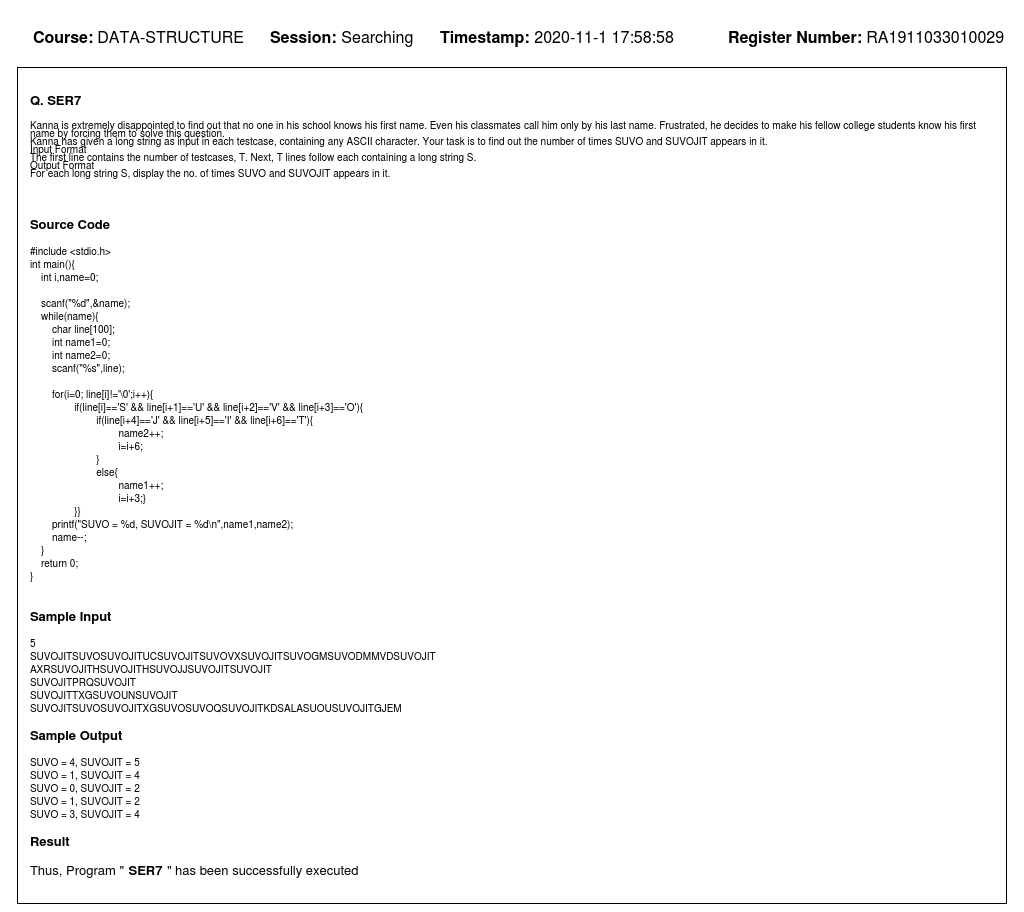 Course: DATA-STRUCTURE Session: Searching Timestamp: 2020-11-1 17:58:58 Register Number: RA1911033010029
Q. SER7
Kanna is extremely disappointed to find out that no one in his school knows his first name. Even his classmates call him only by his last name. Frustrated, he decides to make his fellow college students know his first
name by forcing them to solve this question.
Kanna has given a long string as input in each testcase, containing any ASCII character. Your task is to find out the number of times SUVO and SUVOJIT appears in it.
Input Format
The first line contains the number of testcases, T. Next, T lines follow each containing a long string S.
Output Format
For each long string S, display the no. of times SUVO and SUVOJIT appears in it.
Source Code
#include <stdio.h>
int main(){
    int i,name=0;
    scanf("%d",&name);
    while(name){
        char line[100];
        int name1=0;
        int name2=0;
        scanf("%s",line);
        for(i=0; line[i]!='\0';i++){
                if(line[i]=='S' && line[i+1]=='U' && line[i+2]=='V' && line[i+3]=='O'){
                        if(line[i+4]=='J' && line[i+5]=='I' && line[i+6]=='T'){
                                name2++;
                                i=i+6;
                        }
                        else{
                                name1++;
                                i=i+3;}
                }}
        printf("SUVO = %d, SUVOJIT = %d\n",name1,name2);
        name--;
    }
    return 0;
}
Sample Input
5
SUVOJITSUVOSUVOJITUCSUVOJITSUVOVXSUVOJITSUVOGMSUVODMMVDSUVOJIT
AXRSUVOJITHSUVOJITHSUVOJJSUVOJITSUVOJIT
SUVOJITPRQSUVOJIT
SUVOJITTXGSUVOUNSUVOJIT
SUVOJITSUVOSUVOJITXGSUVOSUVOQSUVOJITKDSALASUOUSUVOJITGJEM
Sample Output
SUVO = 4, SUVOJIT = 5
SUVO = 1, SUVOJIT = 4
SUVO = 0, SUVOJIT = 2
SUVO = 1, SUVOJIT = 2
SUVO = 3, SUVOJIT = 4
Result
Thus, Program " SER7 " has been successfully executed